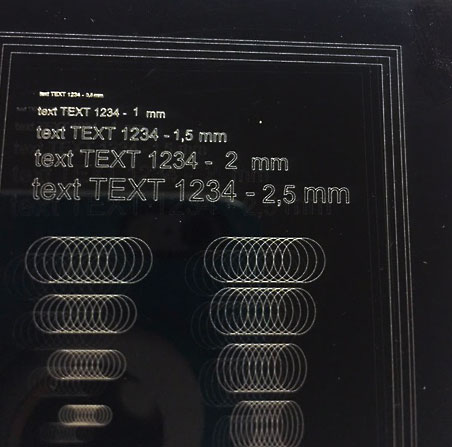 text TEXT 1234 - 0,5 mm
text TEXT 1234 - 1 mm
text TEXT 1234 - 1,5 mm
text TEXT 1234 - 2 mm
text TEXT 1234 - 2,5 mm